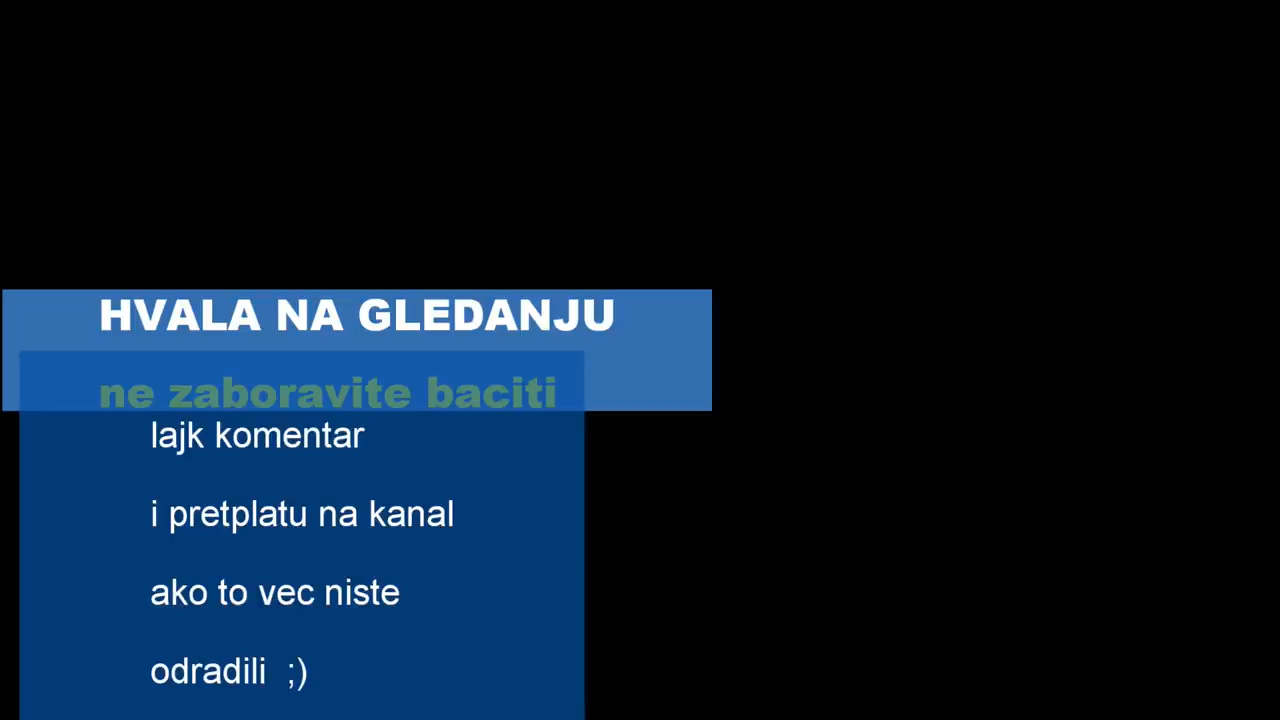 HVALA NA GLEDANJU
ne zaboravite baciti
lajk komentar
i pretplatu na kanal
ako to vec niste
odradili  ;)